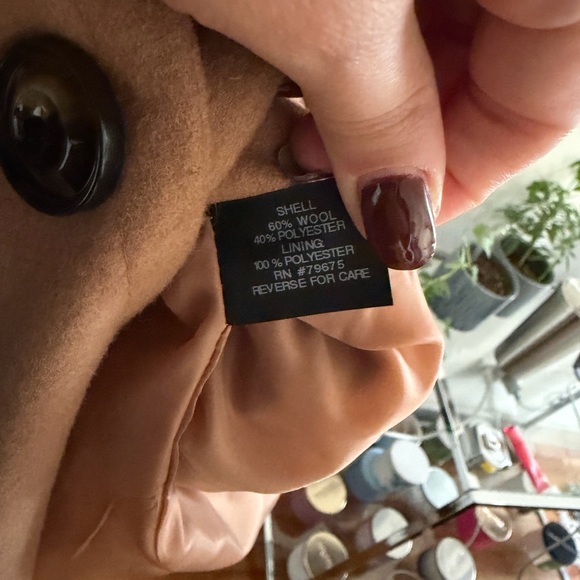 SHELL
60% WOOL
40% POLYESTER
LINING:
100% POLYESTER
RN #79675
REVERSE FOR CARE